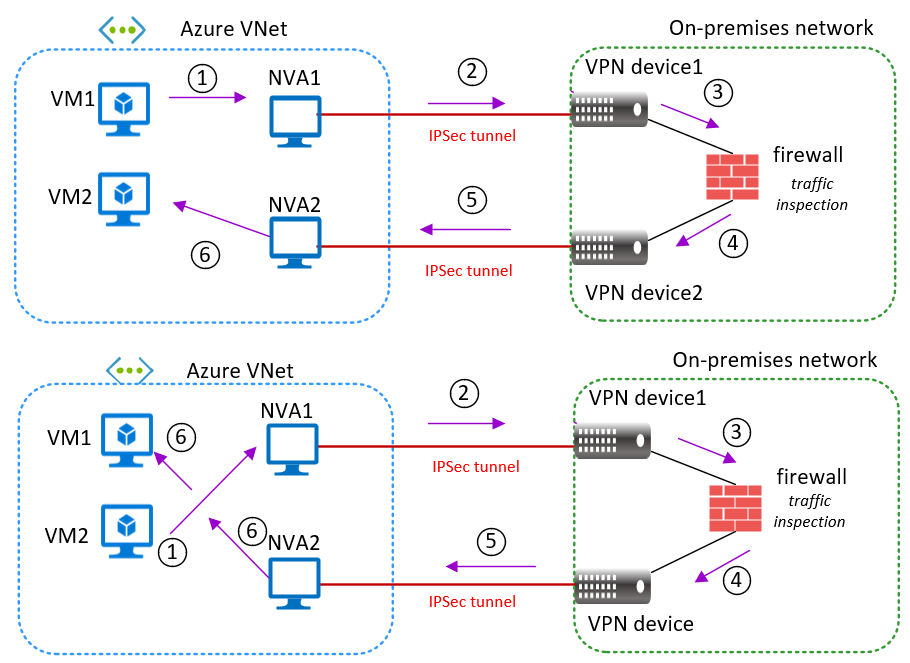 Azure VNet
On-premises network
VM1
1
NVA1
2
IPSec tunnel
VPN device1
3
firewall
traffic
inspection
VM2
NVA2
6
5
IPSec tunnel
4
VPN device2
Azure VNet
On-premises network
VM1
6
NVA1
2
IPSec tunnel
VPN device1
3
firewall
traffic
inspection
VM2
1
6
NVA2
5
IPSec tunnel
4
VPN device